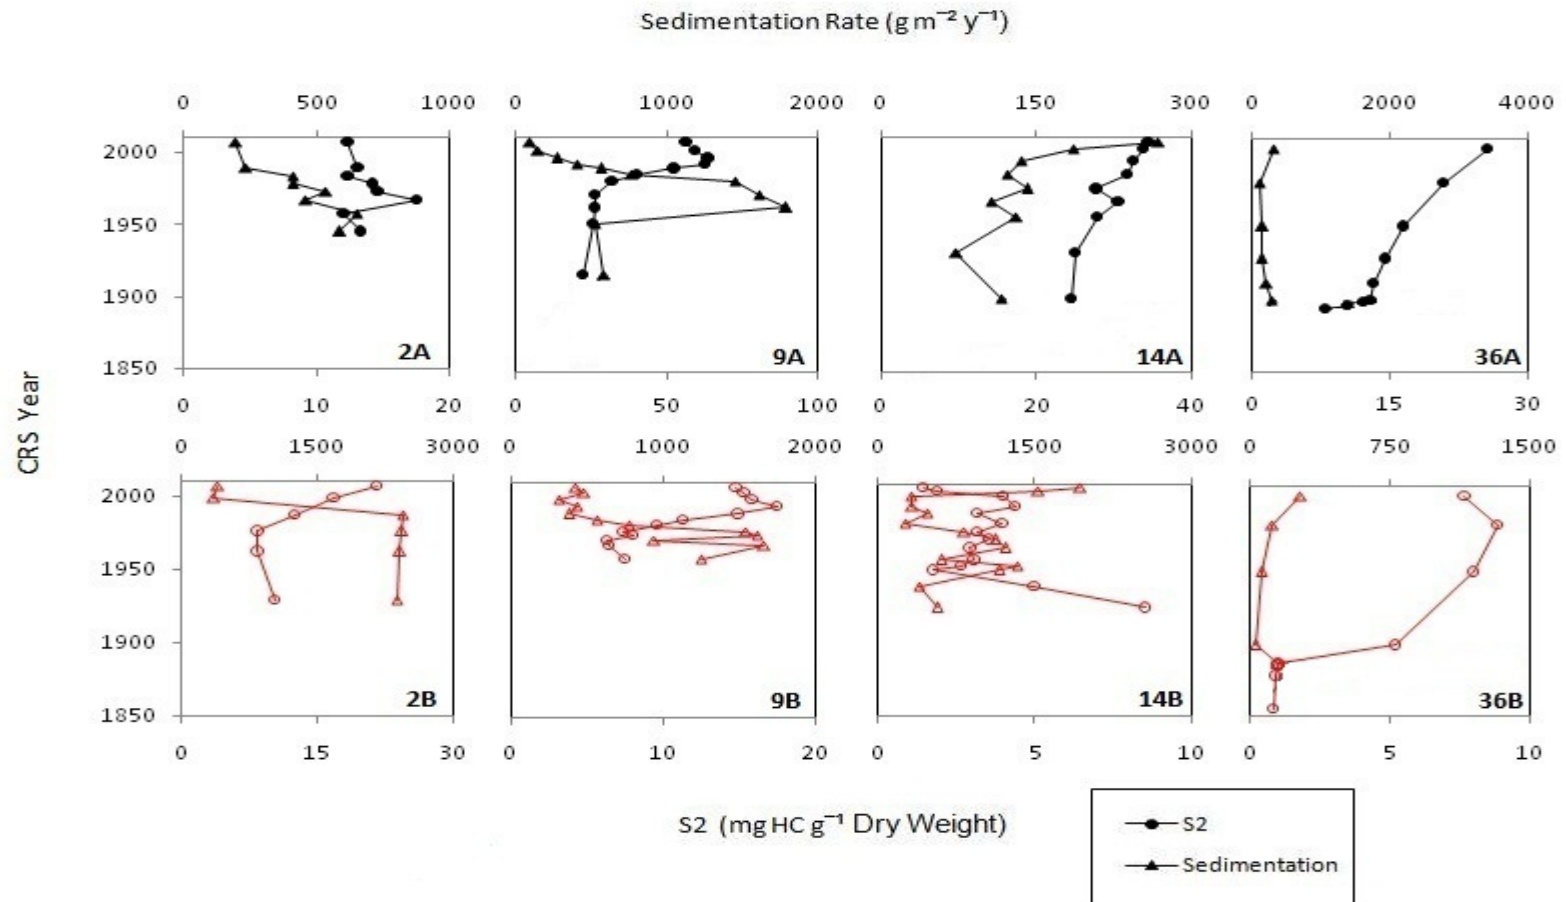 Sedimentation Rate (g m⁻² y⁻¹)
0 500 1000 0 1000 2000 0 150 300 0 2000 4000
2000
1950
1900
1850
2A 9A 14A 36A
0 10 20 0 50 100 0 20 40 0 15 30
CRS Year
0 1500 3000 0 1000 2000 0 1500 3000 0 750 1500
2000
1950
1900
1850
2B 9B 14B 36B
0 15 30 0 10 20 0 5 10 0 5 10
S2 (mg HC g⁻¹ Dry Weight)
S2
Sedimentation